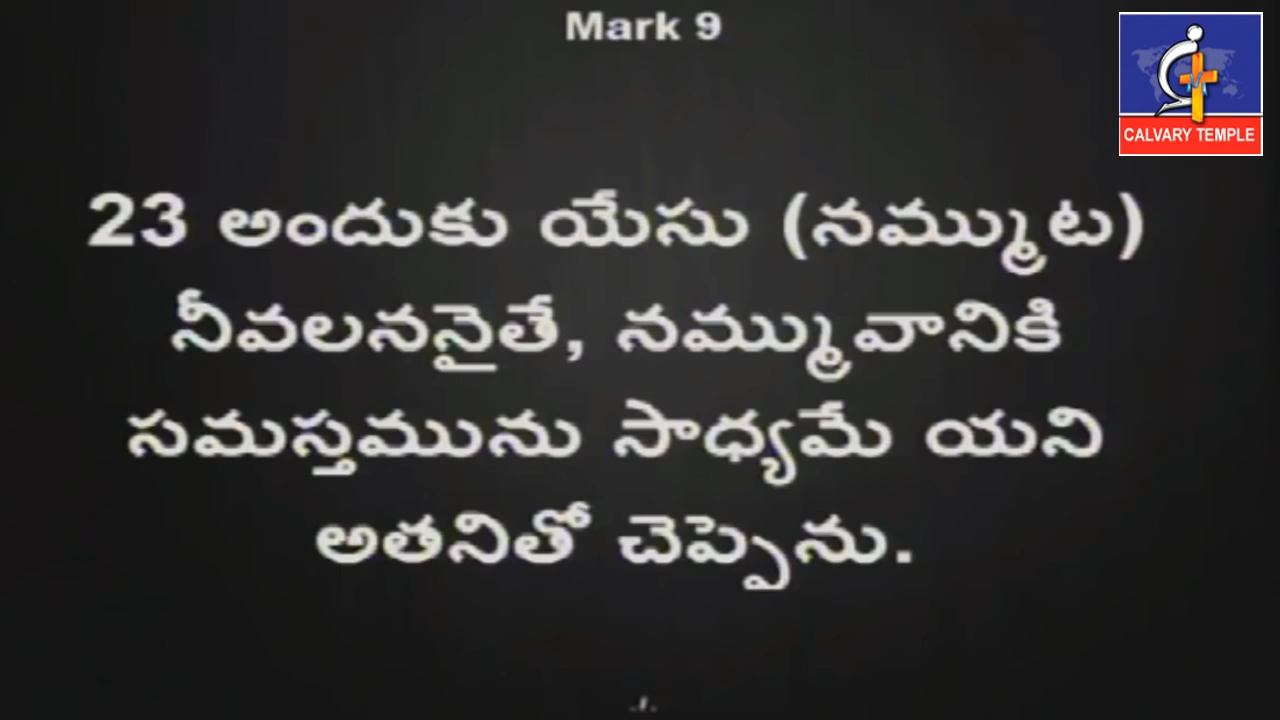 Mark 9
CALVARY TEMPLE
23 అందుకు యేసు (నమ్ముట)
నీవలననైతే, నమ్మువానికి
సమస్తమును సాధ్యమే యని
అతనితో చెప్పెను.